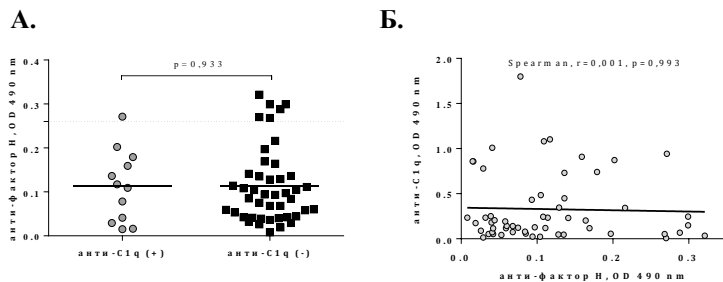 А.
p=0,933
0.4
0.3
0.2
0.1
0.0
анти-фактор H, OD 490 nm
анти-C1q (+)
анти-C1q (-)
Б.
Spearman, r=0,001, p=0,993
2.0
1.5
1.0
0.5
0.0
анти-C1q, OD 490 nm
0.0
0.1
0.2
0.3
анти-фактор H, OD 490 nm